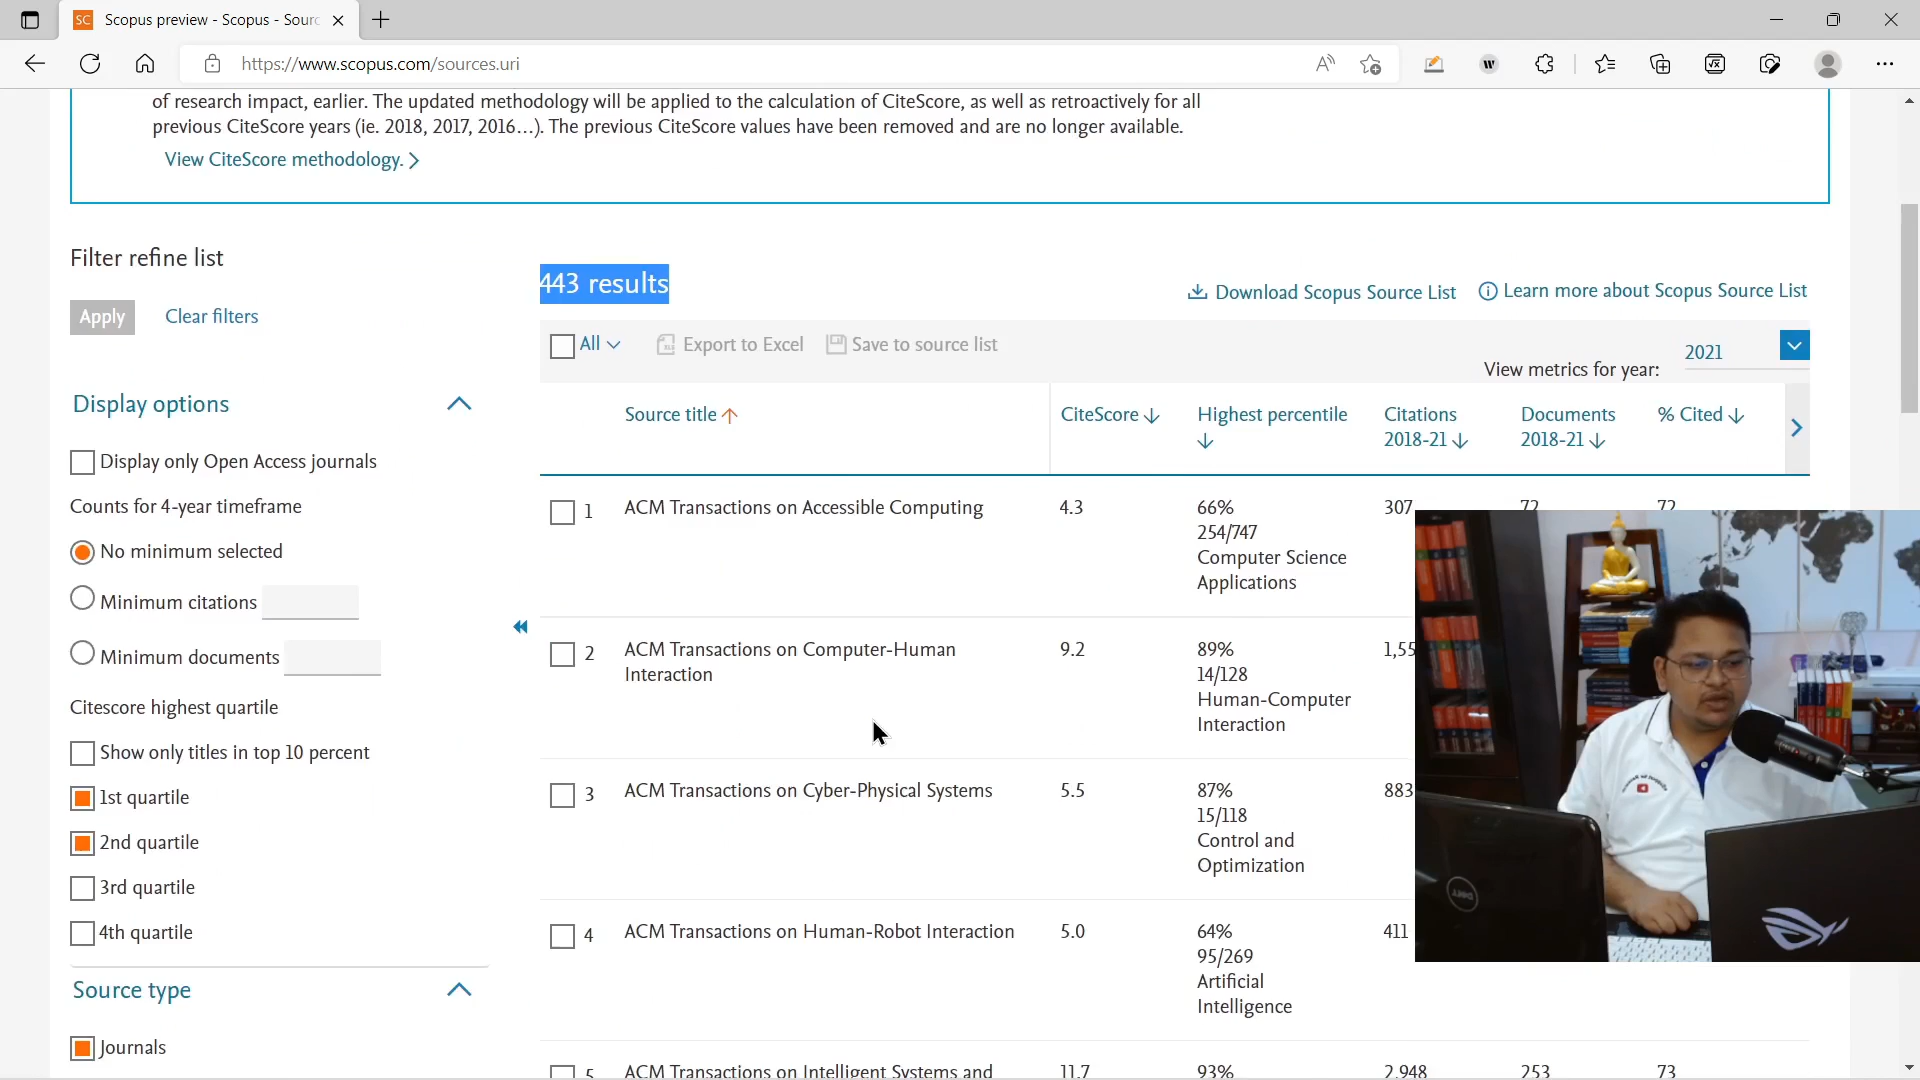 Scopus preview - Scopus - Sourc
https://www.scopus.com/sources.uri
of research impact, earlier. The updated methodology will be applied to the calculation of CiteScore, as well as retroactively for all
previous CiteScore years (ie. 2018, 2017, 2016...). The previous CiteScore values have been removed and are no longer available.
View CiteScore methodology. >
Filter refine list
Apply
Clear filters
Display options
Display only Open Access journals
Counts for 4-year timeframe
No minimum selected
Minimum citations
Minimum documents
Citescore highest quartile
Show only titles in top 10 percent
1st quartile
2nd quartile
3rd quartile
4th quartile
Source type
Journals
443 results
Download Scopus Source List
Learn more about Scopus Source List
All
Export to Excel
Save to source list
View metrics for year:
2021
Source title
CiteScore
Highest percentile
Citations
2018-21
Documents
2018-21
% Cited
1 ACM Transactions on Accessible Computing 4.3 66% 307 72 72
254/747
Computer Science
Applications
2 ACM Transactions on Computer-Human 9.2 89% 1,55
Interaction
14/128
Human-Computer
Interaction
3 ACM Transactions on Cyber-Physical Systems 5.5 87% 883
15/118
Control and
Optimization
4 ACM Transactions on Human-Robot Interaction 5.0 64% 411
95/269
Artificial
Intelligence
5 ACM Transactions on Intelligent Systems and 11.7 93% 2,948 253 73
DELL